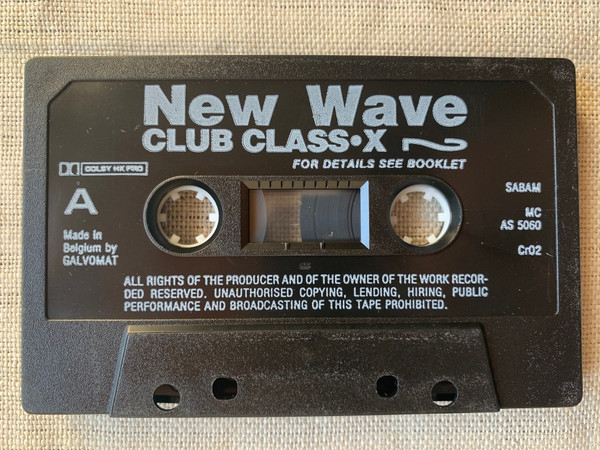 New Wave
CLUB CLASS•X 2
FOR DETAILS SEE BOOKLET
DOLBY HX PRO
A
Made in
Belgium by
GALVOMAT
SABAM
MC
AS 5060
Cr02
ALL RIGHTS OF THE PRODUCER AND OF THE OWNER OF THE WORK RECOR-
DED RESERVED. UNAUTHORISED COPYING, LENDING, HIRING, PUBLIC
PERFORMANCE AND BROADCASTING OF THIS TAPE PROHIBITED.